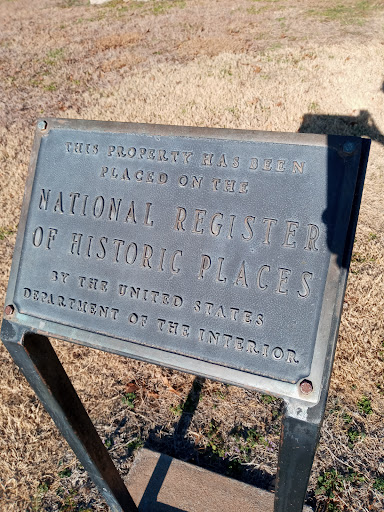 THIS PROPERTY HAS BEEN
PLACED ON THE
NATIONAL REGISTER
OF HISTORIC PLACES
BY THE UNITED STATES
DEPARTMENT OF THE INTERIOR